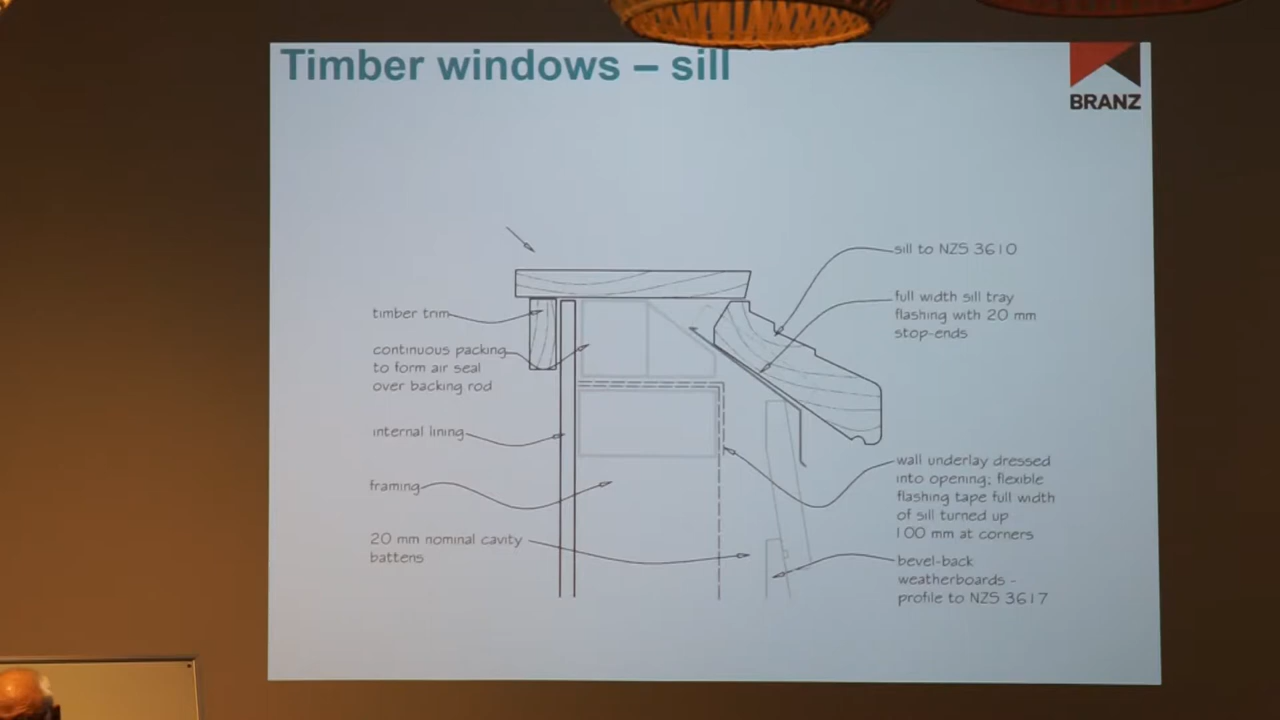 Timber windows – sill
BRANZ
timber trim
continuous packing
to form air seal
over backing rod
internal lining
framing
20 mm nominal cavity
battens
sill to NZS 3610
full width sill tray
flashing with 20 mm
stop-ends
wall underlay dressed
into opening; flexible
flashing tape full width
of sill turned up
100 mm at corners
bevel-back
weatherboards -
profile to NZS 3617